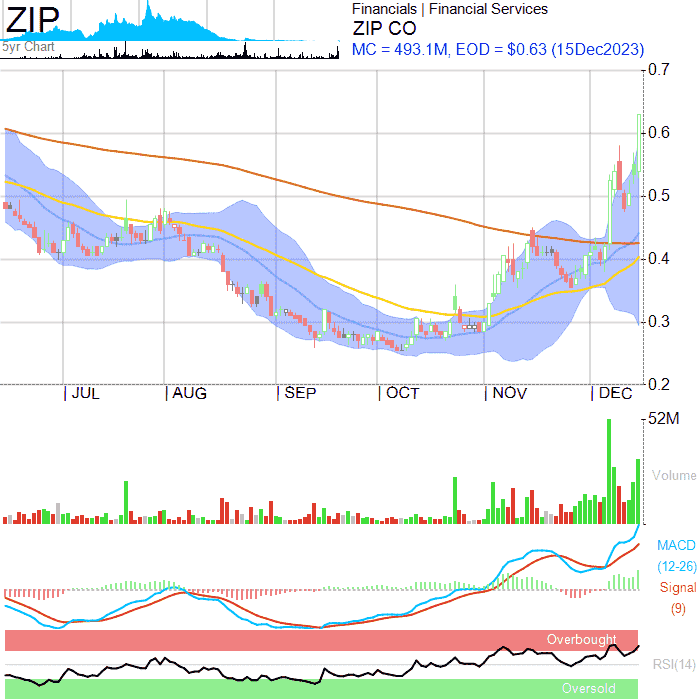 ZIP
5yr Chart
Financials | Financial Services
ZIP CO
MC = 493.1M, EOD = $0.63 (15Dec2023)
0.7
0.6
0.5
0.4
0.3
0.2
JUL AUG SEP OCT NOV DEC
52M
Volume
MACD
(12-26)
Signal
(9)
Overbought
RSI(14)
Oversold